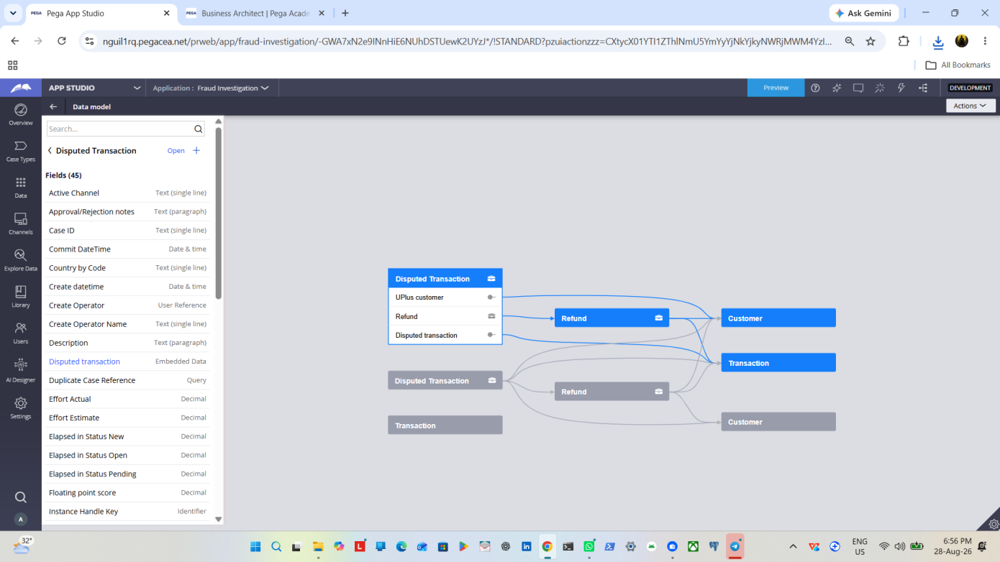 PEGA Pega App Studio
PEGA Business Architect | Pega Acade
Ask Gemini
nguil1rq.pegacea.net/prweb/app/fraud-investigation/-GWA7xN2e9INnHiE6NUhDSTUewK2UYzJ*/!STANDARD?pzuiactionzzz=CXtycX01YTI1ZThlNmU5YmYyYjNkYjkyNWRjMWM4YzI...
All Bookmarks
APP STUDIO
Application : Fraud Investigation
Preview
DEVELOPMENT
Data model
Actions
Overview
Case Types
Data
Channels
Explore Data
Library
Users
AI
AI Designer
Settings
A
Search...
Disputed Transaction
Open
Fields (45)
Active Channel Text (single line)
Approval/Rejection notes Text (paragraph)
Case ID Text (single line)
Commit DateTime Date & time
Country by Code Text (single line)
Create datetime Date & time
Create Operator User Reference
Create Operator Name Text (single line)
Description Text (paragraph)
Disputed transaction Embedded Data
Duplicate Case Reference Query
Effort Actual Decimal
Effort Estimate Decimal
Elapsed in Status New Decimal
Elapsed in Status Open Decimal
Elapsed in Status Pending Decimal
Floating point score Decimal
Instance Handle Key Identifier
Disputed Transaction
UPlus customer
Refund
Disputed transaction
Refund
Customer
Transaction
Disputed Transaction
Refund
Transaction
Customer
32°
L
in
ENG
US
6:56 PM
28-Aug-26